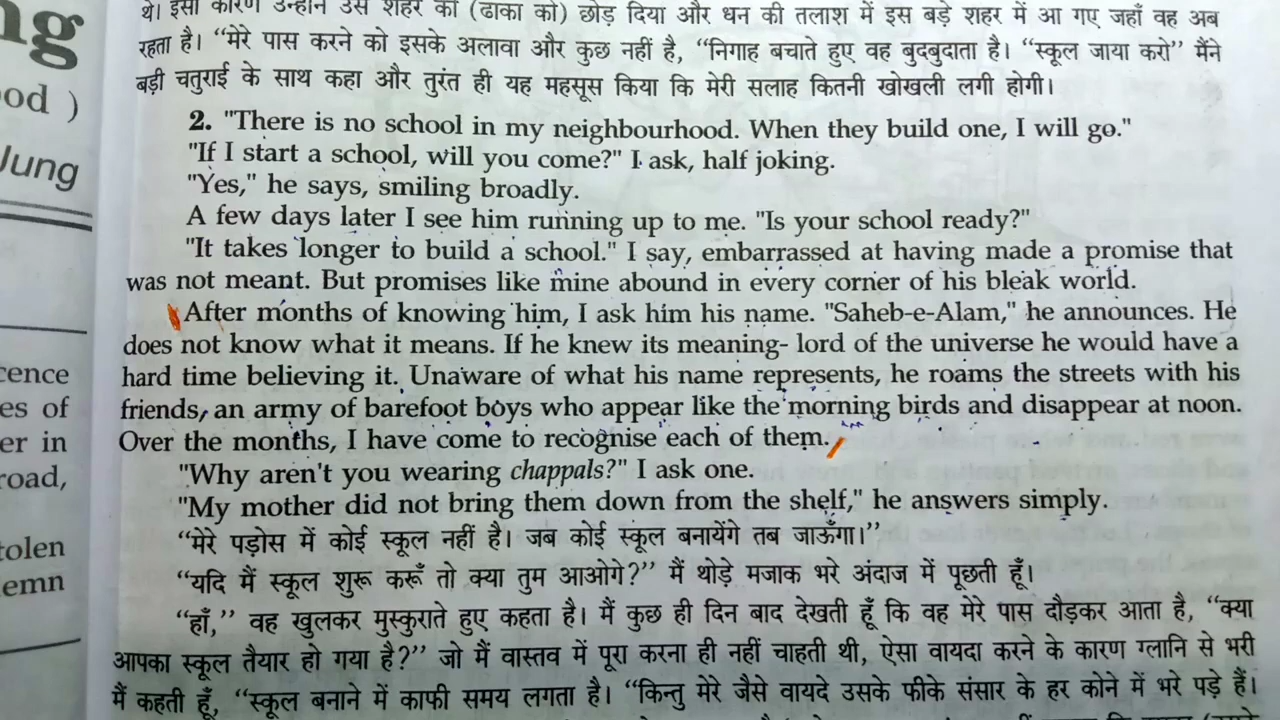 ng
ood )
Jung
cence
es of
er in
road,
tolen
emn
थे। इसी कारण उन्होंने उस शहर को (ढाका को) छोड़ दिया और धन की तलाश में इस बड़े शहर में आ गए जहाँ वह अब
रहता है। “मेरे पास करने को इसके अलावा और कुछ नहीं है, “निगाह बचाते हुए वह बुदबुदाता है। “स्कूल जाया करो” मैंने
बड़ी चतुराई के साथ कहा और तुरंत ही यह महसूस किया कि मेरी सलाह कितनी खोखली लगी होगी।
2. "There is no school in my neighbourhood. When they build one, I will go."
"If I start a school, will you come?" I ask, half joking.
"Yes," he says, smiling broadly.
A few days later I see him running up to me. "Is your school ready?"
"It takes longer to build a school." I say, embarrassed at having made a promise that
was not meant. But promises like mine abound in every corner of his bleak world.
After months of knowing him, I ask him his name. "Saheb-e-Alam," he announces. He
does not know what it means. If he knew its meaning- lord of the universe he would have a
hard time believing it. Unaware of what his name represents, he roams the streets with his
friends, an army of barefoot boys who appear like the morning birds and disappear at noon.
Over the months, I have come to recognise each of them.
"Why aren't you wearing chappals?" I ask one.
"My mother did not bring them down from the shelf," he answers simply.
“मेरे पड़ोस में कोई स्कूल नहीं है। जब कोई स्कूल बनायेंगे तब जाऊँगा।”
“यदि मैं स्कूल शुरू करूँ तो क्या तुम आओगे?” मैं थोड़े मजाक भरे अंदाज में पूछती हूँ।
“हाँ,” वह खुलकर मुस्कुराते हुए कहता है। मैं कुछ ही दिन बाद देखती हूँ कि वह मेरे पास दौड़कर आता है, “क्या
आपका स्कूल तैयार हो गया है?” जो मैं वास्तव में पूरा करना ही नहीं चाहती थी, ऐसा वायदा करने के कारण ग्लानि से भरी
मैं कहती हूँ, “स्कूल बनाने में काफी समय लगता है। “किन्तु मेरे जैसे वायदे उसके फीके संसार के हर कोने में भरे पड़े हैं।